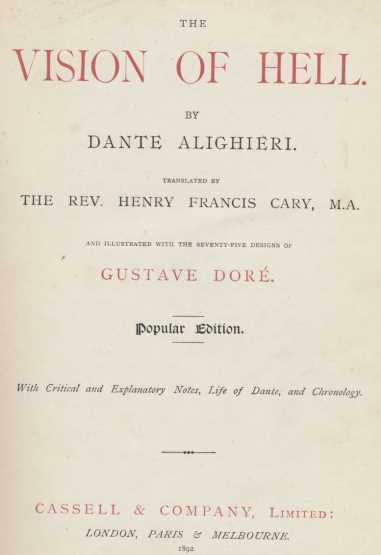 THE
VISION OF HELL.
BY
DANTE ALIGHIERI.
TRANSLATED BY
THE REV. HENRY FRANCIS CARY, M.A.
AND ILLUSTRATED WITH THE SEVENTY-FIVE DESIGNS OF
GUSTAVE DORÉ.
Popular Edition.
With Critical and Explanatory Notes, Life of Dante, and Chronology.
CASSELL & COMPANY, LIMITED:
LONDON, PARIS & MELBOURNE.
1892.